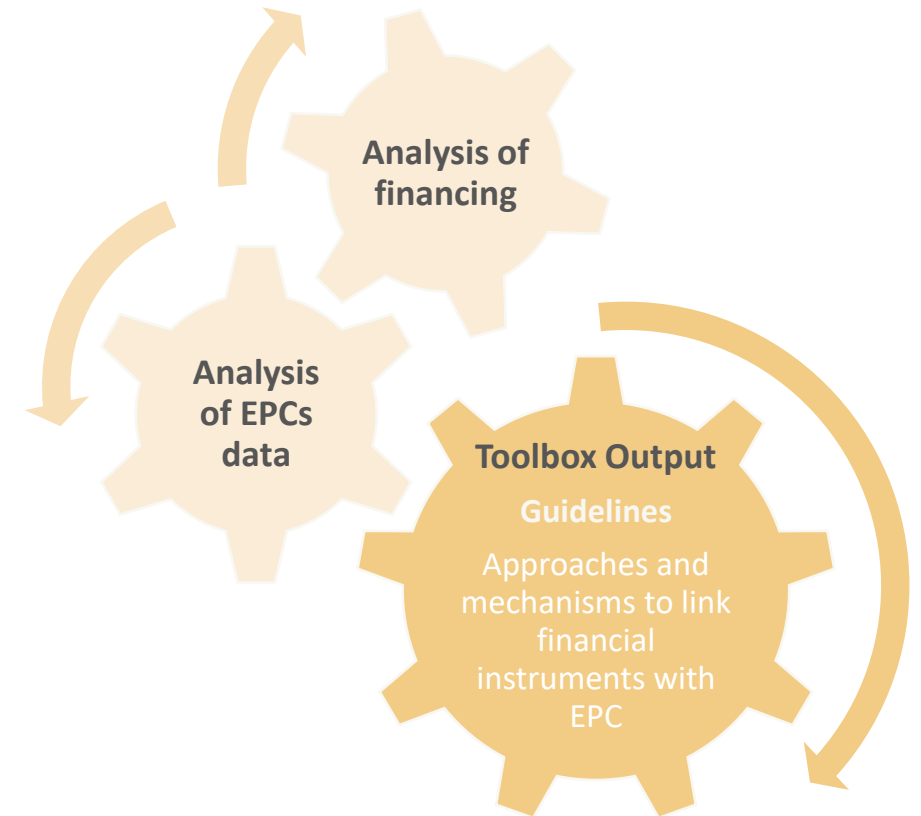 Analysis of
financing
Analysis
of EPCs
data
Toolbox Output
Guidelines
Approaches and
mechanisms to link
financial
instruments with
EPC